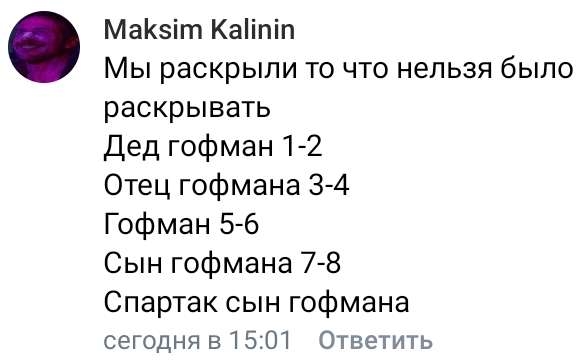 Maksim Kalinin
Мы раскрыли то что нельзя было
раскрывать
Дед гофман 1-2
Отец гофмана 3-4
Гофман 5-6
Сын гофмана 7-8
Спартак сын гофмана
сегодня в 15:01 Ответить